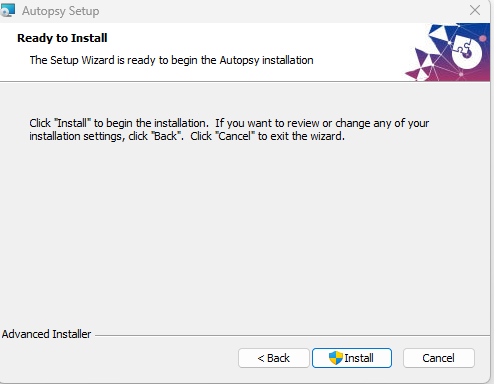 Autopsy Setup
Ready to Install
The Setup Wizard is ready to begin the Autopsy installation
Click "Install" to begin the installation. If you want to review or change any of your
installation settings, click "Back". Click "Cancel" to exit the wizard.
Advanced Installer
< Back Install Cancel